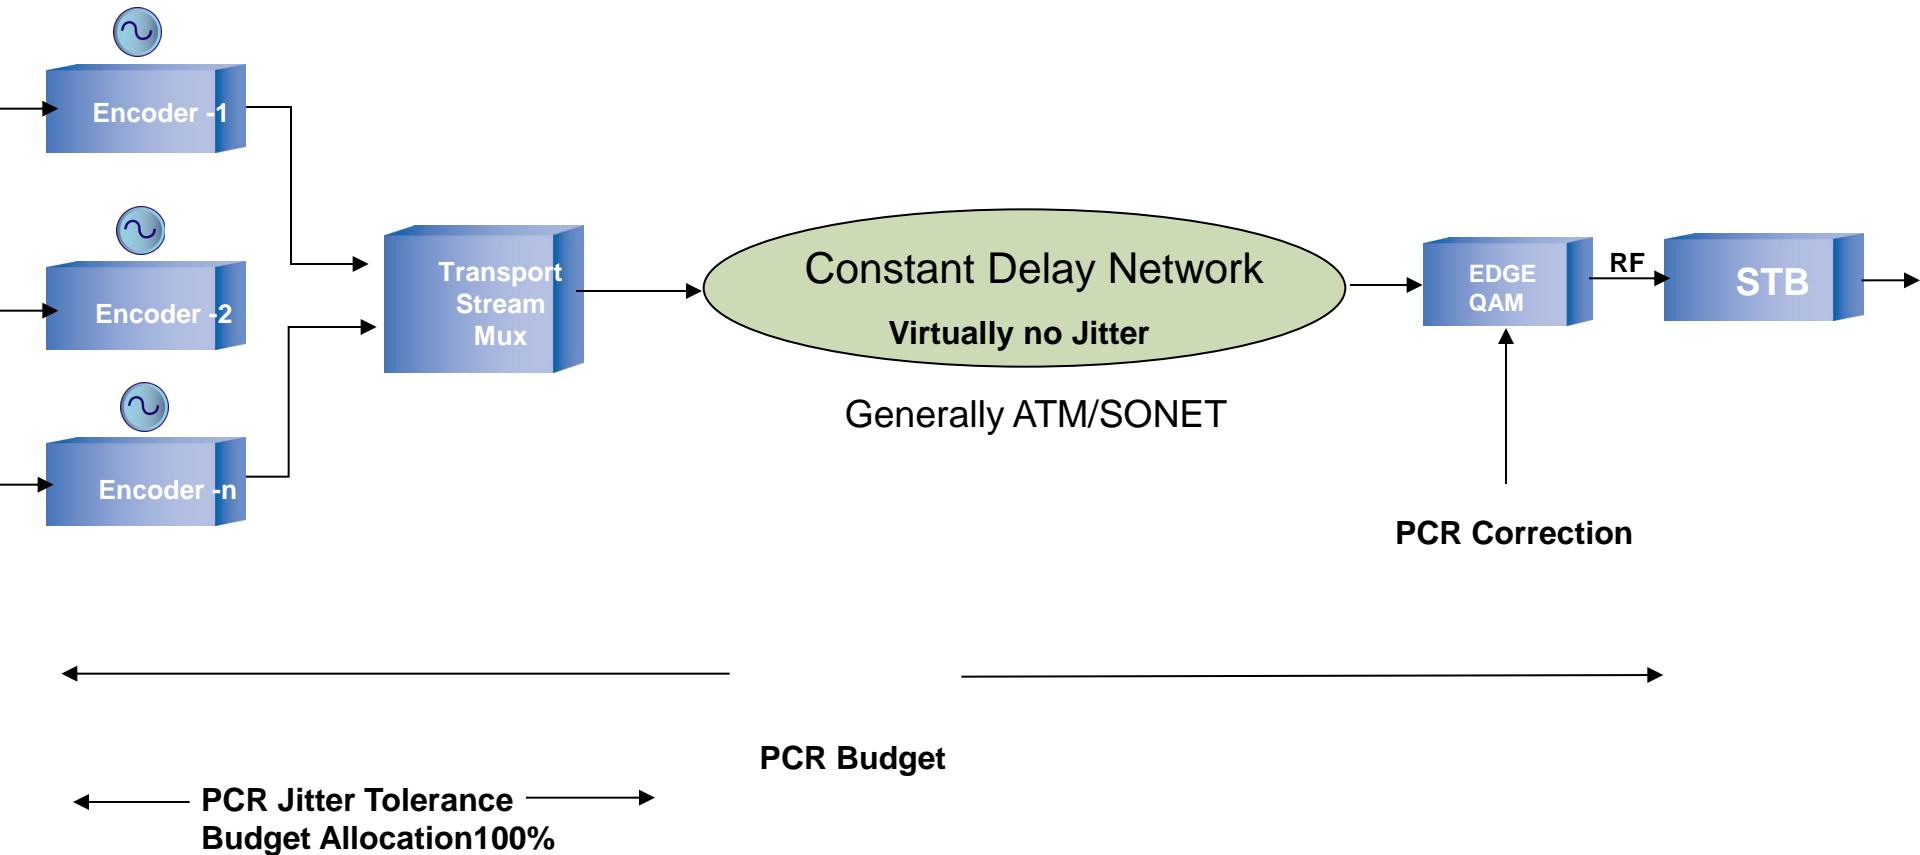 Encoder -1
Encoder -2
Encoder -n
Transport
Stream
Mux
Constant Delay Network
Virtually no Jitter
Generally ATM/SONET
EDGE
QAM
RF
STB
PCR Correction
PCR Budget
PCR Jitter Tolerance
Budget Allocation100%